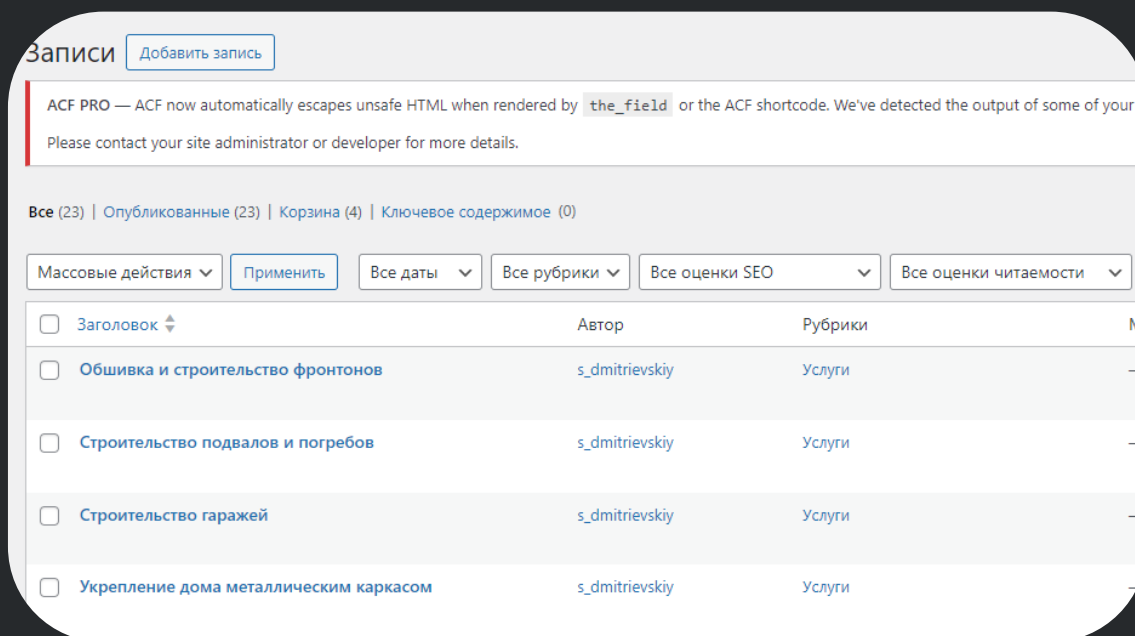 Записи Добавить запись
ACF PRO — ACF now automatically escapes unsafe HTML when rendered by the_field or the ACF shortcode. We've detected the output of some of your
Please contact your site administrator or developer for more details.
Все (23) | Опубликованные (23) | Корзина (4) | Ключевое содержимое (0)
Массовые действия Применить Все даты Все рубрики Все оценки SEO Все оценки читаемости
Заголовок Автор Рубрики
Обшивка и строительство фронтонов s_dmitrievskiy Услуги —
Строительство подвалов и погребов s_dmitrievskiy Услуги —
Строительство гаражей s_dmitrievskiy Услуги —
Укрепление дома металлическим каркасом s_dmitrievskiy Услуги